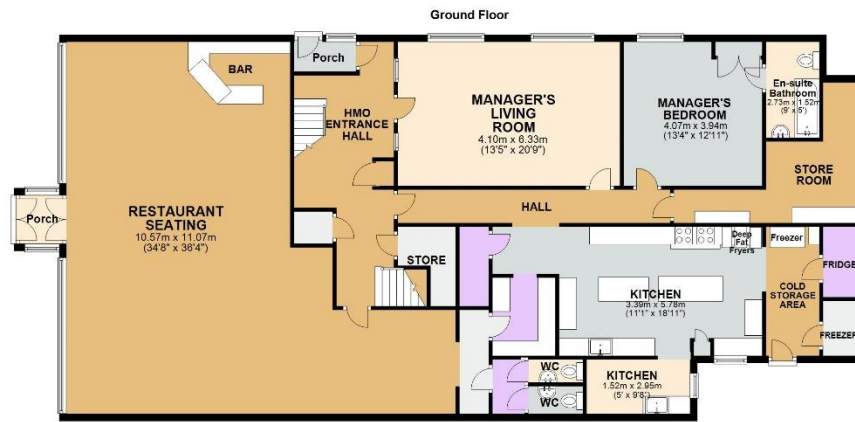 Ground Floor
Porch
BAR
HMO
ENTRANCE
HALL
MANAGER'S
LIVING
ROOM
4.10m x 6.33m
(13'5" x 20'9")
MANAGER'S
BEDROOM
4.07m x 3.94m
(13'4" x 12'11")
En-suite
Bathroom
2.73m x 1.52m
(9' x 5')
STORE
ROOM
Porch
RESTAURANT
SEATING
10.57m x 11.07m
(34'8" x 36'4")
HALL
STORE
Deep
Fat
Fryers
Freezer
FRIDGE
KITCHEN
3.39m x 5.78m
(11'1" x 18'11")
COLD
STORAGE
AREA
FREEZER
WC
WC
KITCHEN
1.52m x 2.95m
(5' x 9'8")